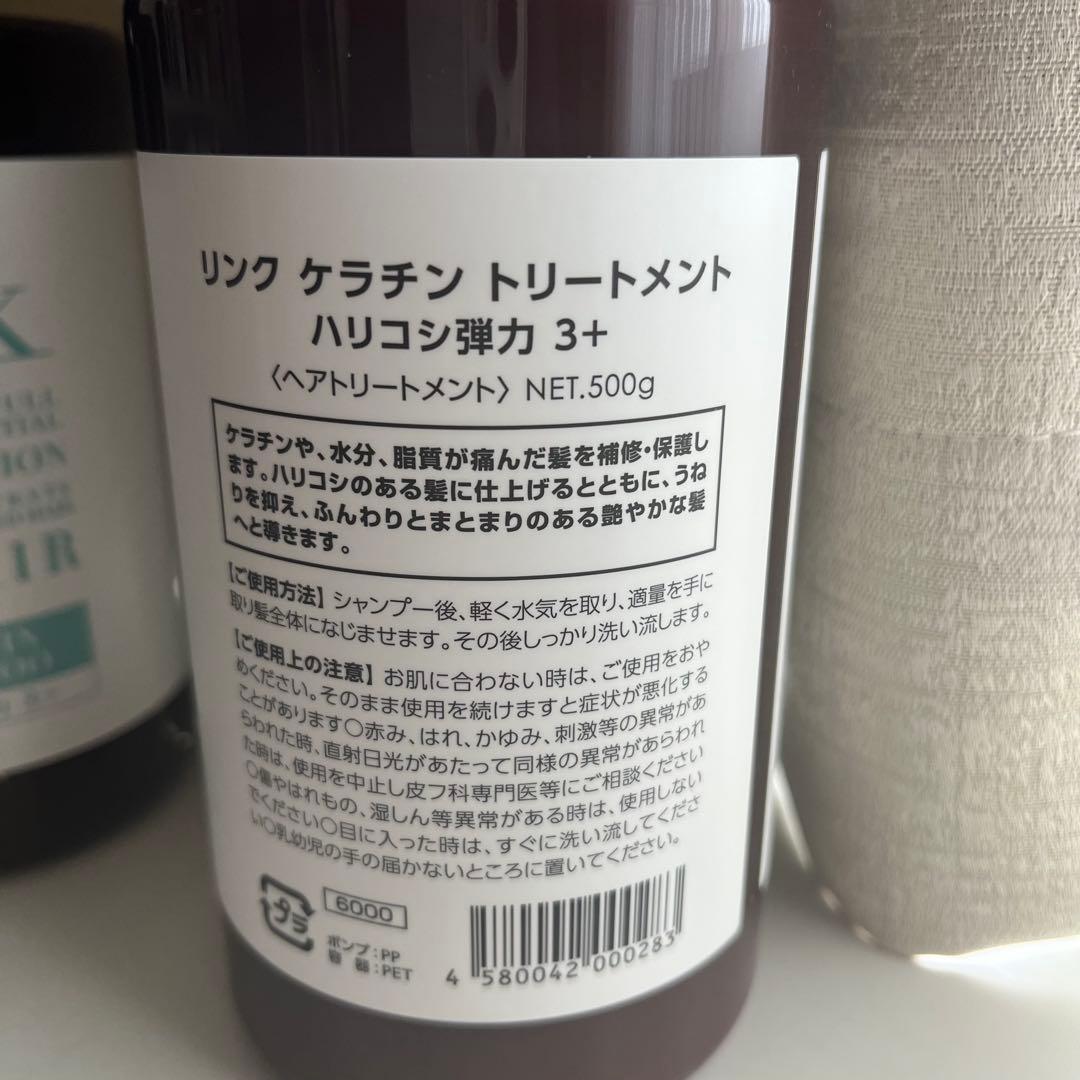 リンク ケラチン トリートメント
ハリコシ弾力 3+
〈ヘアトリートメント〉 NET.500g
ケラチンや、水分、脂質が痛んだ髪を補修・保護し
ます。ハリコシのある髪に仕上げるとともに、うね
りを抑え、ふんわりとまとまりのある艶やかな髪
へと導きます。
【ご使用方法】 シャンプー後、軽く水気を取り、適量を手に
取り髪全体になじませます。その後しっかり洗い流します。
【ご使用上の注意】 お肌に合わない時は、ご使用をおや
めください。そのまま使用を続けますと症状が悪化する
ことがあります○赤み、はれ、かゆみ、刺激等の異常があ
らわれた時、直射日光があたって同様の異常があらわれ
た時は、使用を中止し皮フ科専門医等にご相談ください
○傷やはれもの、湿しん等異常がある時は、使用しない
でください○目に入った時は、すぐに洗い流してくださ
い○乳幼児の手の届かないところに置いてください。
プラ
6000
ポンプ:PP
容 器:PET
4 580042 000283
K
FULL